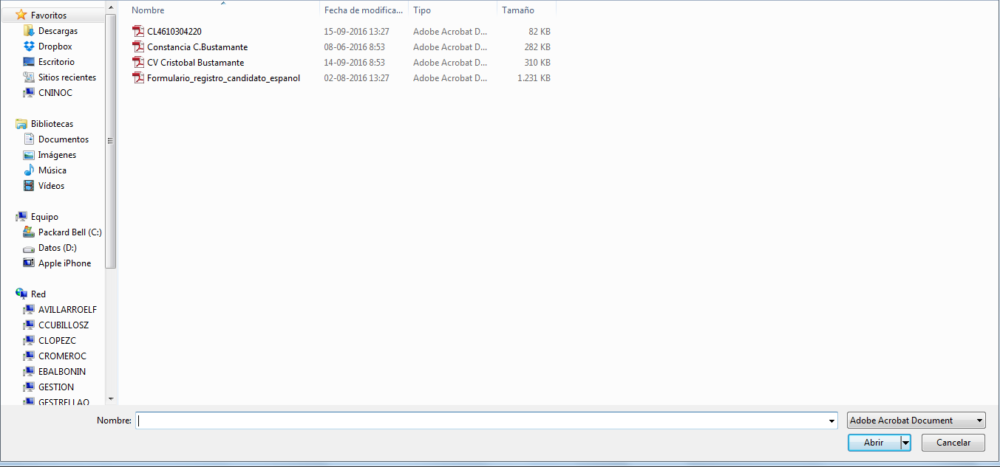 Favoritos
Descargas
Dropbox
Escritorio
Sitios recientes
CNINOC
Bibliotecas
Documentos
Imágenes
Música
Vídeos
Equipo
Packard Bell (C:)
Datos (D:)
Apple iPhone
Red
AVILLARROELF
CCUBILLOSZ
CLOPEZC
CROMEROC
EBALBONIN
GESTION
GESTRELLAO
Nombre Fecha de modifica... Tipo Tamaño
CL4610304220 15-09-2016 13:27 Adobe Acrobat D... 82 KB
Constancia C.Bustamante 08-06-2016 8:53 Adobe Acrobat D... 282 KB
CV Cristobal Bustamante 14-09-2016 8:53 Adobe Acrobat D... 310 KB
Formulario_registro_candidato_espanol 02-08-2016 13:27 Adobe Acrobat D... 1.231 KB
Nombre: Adobe Acrobat Document
Abrir Cancelar